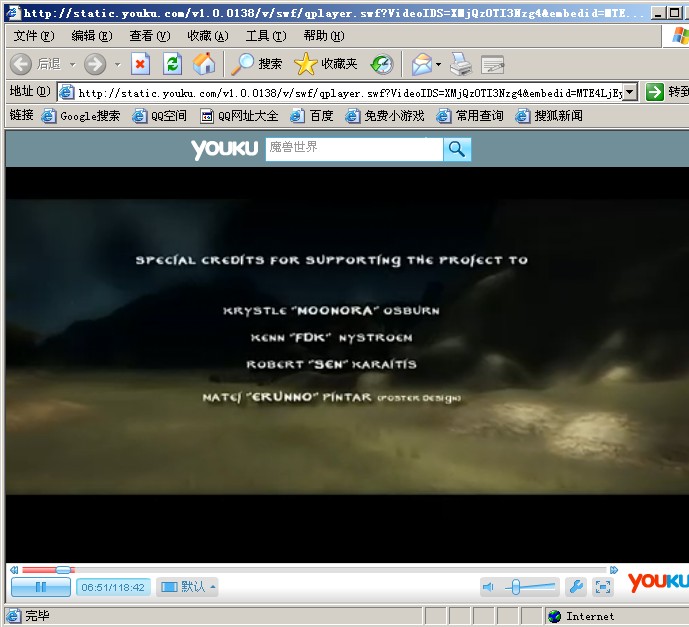 http://static.youku.com/v1.0.0138/v/swf/qplayer.swf?VideoIDS=XMjQzOTI3Nzg4&embedid=MTE...
文件(F) 编辑(E) 查看(V) 收藏(A) 工具(T) 帮助(H)
后退 搜索 收藏夹
地址(D) http://static.youku.com/v1.0.0138/v/swf/qplayer.swf?VideoIDS=XMjQzOTI3Nzg4&embedid=MTE4LjEy 转到
链接 Google搜索 QQ空间 QQ网址大全 百度 免费小游戏 常用查询 搜狐新闻
YOUKU 魔兽世界
SPECIAL CREDITS FOR SUPPORTING THE PROJECT TO
KRYSTLE "MOONORA" OSBURN
KENN "FDK" NYSTROEM
ROBERT "SEN" KARAITIS
MATEJ "ERUNNO" PINTAR (POSTER DESIGN)
06:51/118:42 默认 YOUKU
完毕 Internet